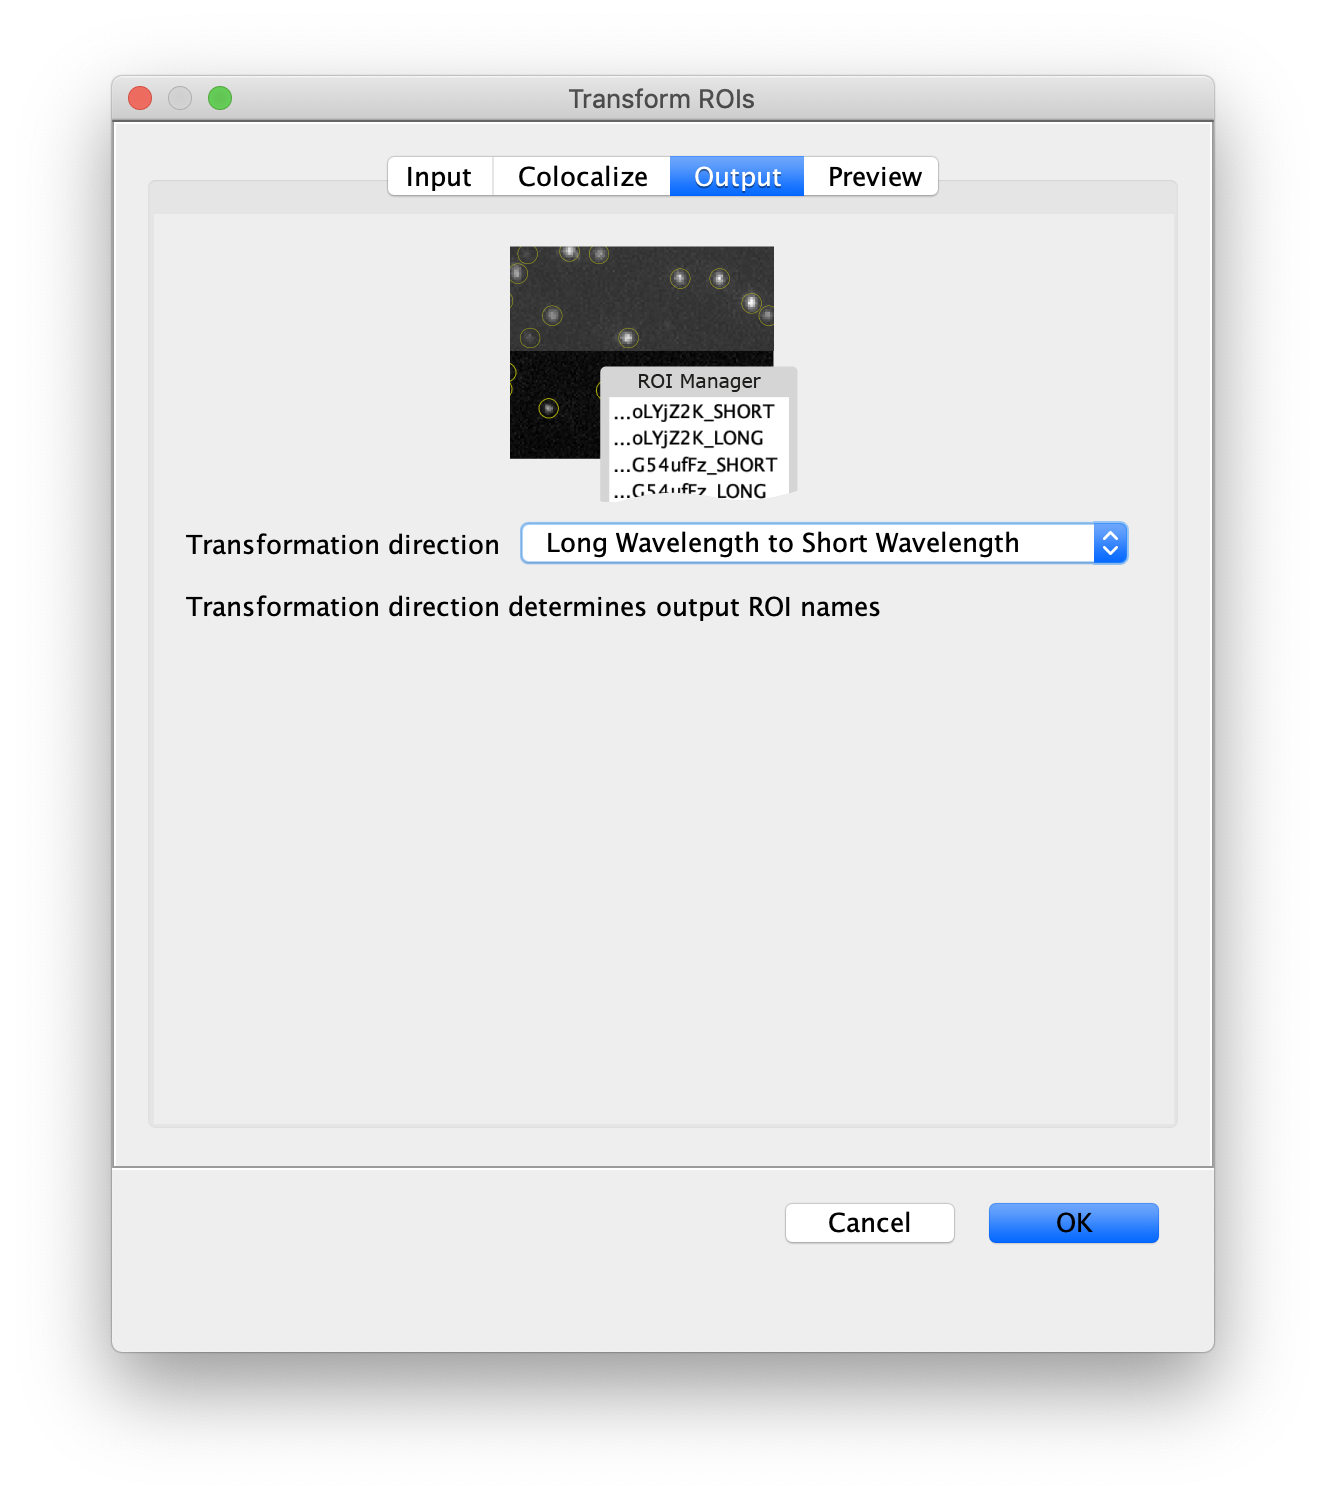 Transform ROIs
Input Colocalize Output Preview
ROI Manager
...oLYjZ2K_SHORT
...oLYjZ2K_LONG
...G54ufFz_SHORT
...G54ufFz_LONG
Transformation direction Long Wavelength to Short Wavelength
Transformation direction determines output ROI names
Cancel OK